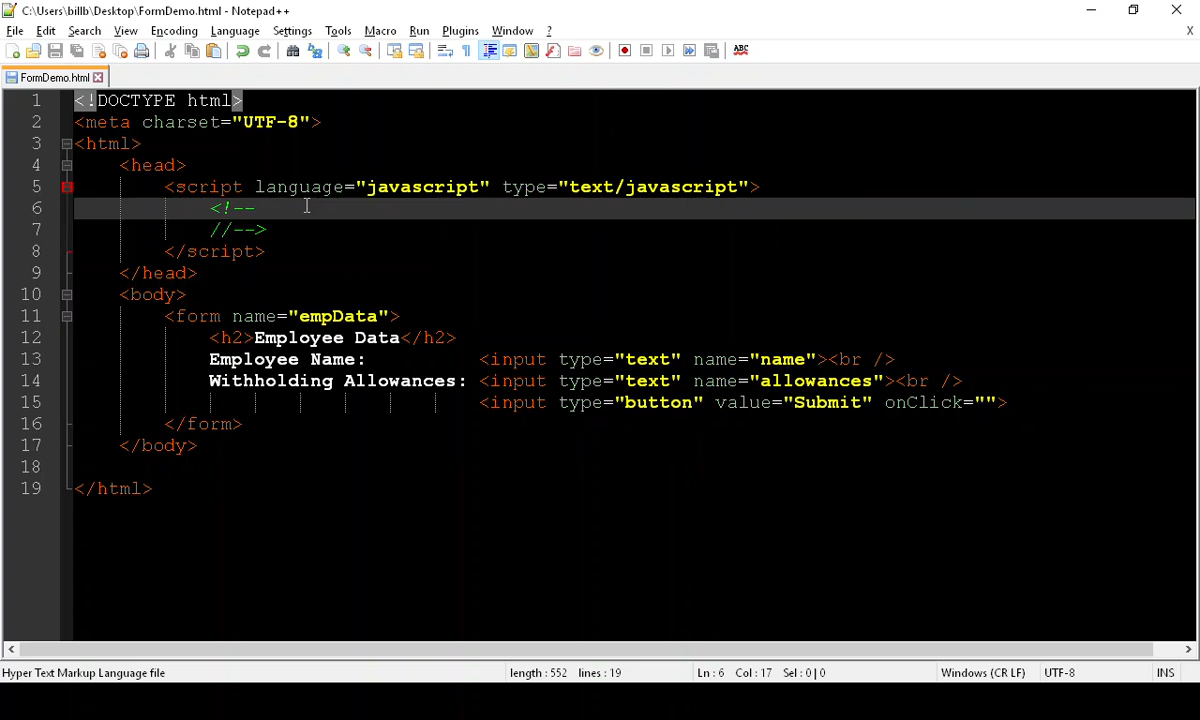 C:\Users\billb\Desktop\FormDemo.html - Notepad++
File Edit Search View Encoding Language Settings Tools Macro Run Plugins Window ? X
ABC
FormDemo.html
1 <!DOCTYPE html>
2 <meta charset="UTF-8">
3 <html>
4 <head>
5 <script language="javascript" type="text/javascript">
6 <!--
7 //-->
8 </script>
9 </head>
10 <body>
11 <form name="empData">
12 <h2>Employee Data</h2>
13 Employee Name: <input type="text" name="name"><br />
14 Withholding Allowances: <input type="text" name="allowances"><br />
15 <input type="button" value="Submit" onClick="">
16 </form>
17 </body>
18
19 </html>
Hyper Text Markup Language file length : 552 lines : 19 Ln : 6 Col : 17 Sel : 0 | 0 Windows (CR LF) UTF-8 INS